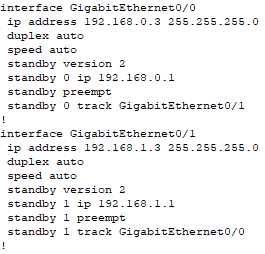 interface GigabitEthernet0/0
ip address 192.168.0.3 255.255.255.0
duplex auto
speed auto
standby version 2
standby 0 ip 192.168.0.1
standby preempt
standby 0 track GigabitEthernet0/1
!
interface GigabitEthernet0/1
ip address 192.168.1.3 255.255.255.0
duplex auto
speed auto
standby version 2
standby 1 ip 192.168.1.1
standby 1 preempt
standby 1 track GigabitEthernet0/0
!